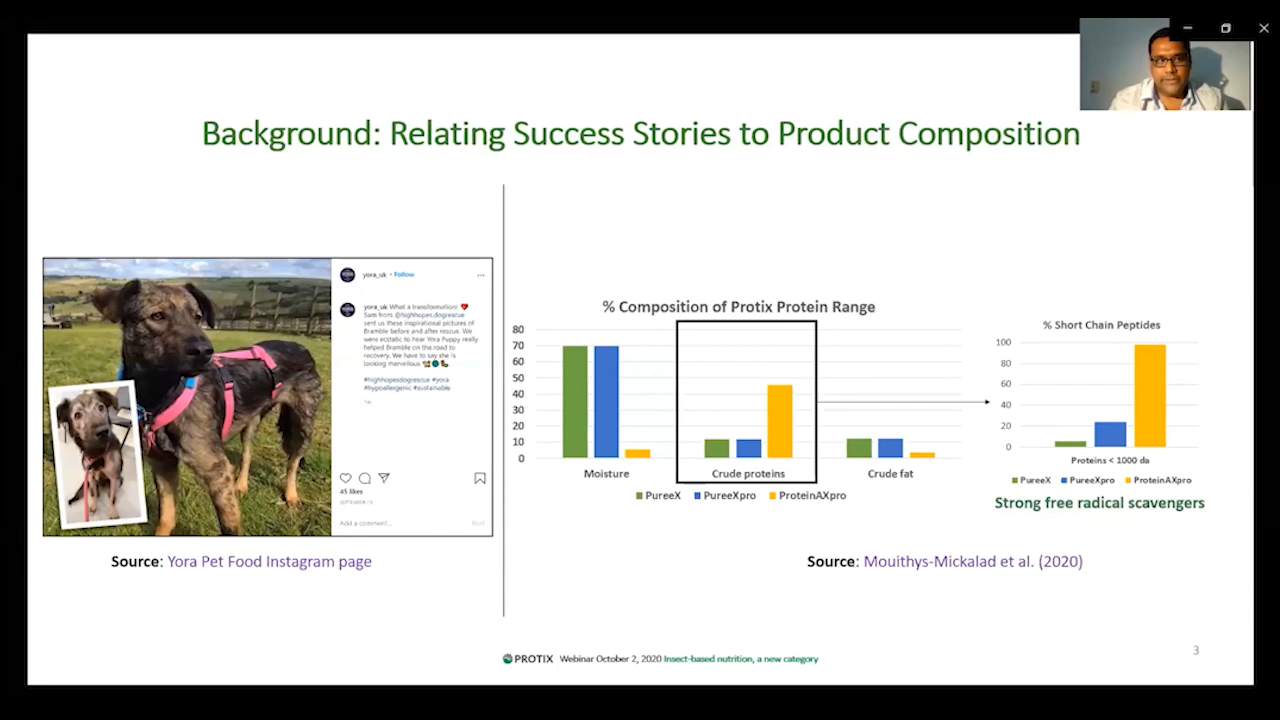 Background: Relating Success Stories to Product Composition
yora_uk • Follow
yora_uk What a transformation!
Sam from @highhopes.dogrescue
sent us these inspirational pictures of
Bramble before and after rescue. We
were ecstatic to hear Yora Puppy really
helped Bramble on the road to
recovery. We have to say she is
looking marvellous
#highhopesdogrescue #yora
#hypoallergenic #sustainable
1w
45 likes
Add a comment...
Post
Source: Yora Pet Food Instagram page
% Composition of Protix Protein Range
80
70
60
50
40
30
20
10
0
Moisture
Crude proteins
Crude fat
PureeX
PureeXpro
ProteinAXpro
% Short Chain Peptides
100
80
60
40
20
0
Proteins < 1000 da
PureeX
PureeXpro
ProteinAXpro
Strong free radical scavengers
Source: Mouithys-Mickalad et al. (2020)
PROTIX Webinar October 2, 2020 Insect-based nutrition, a new category
3